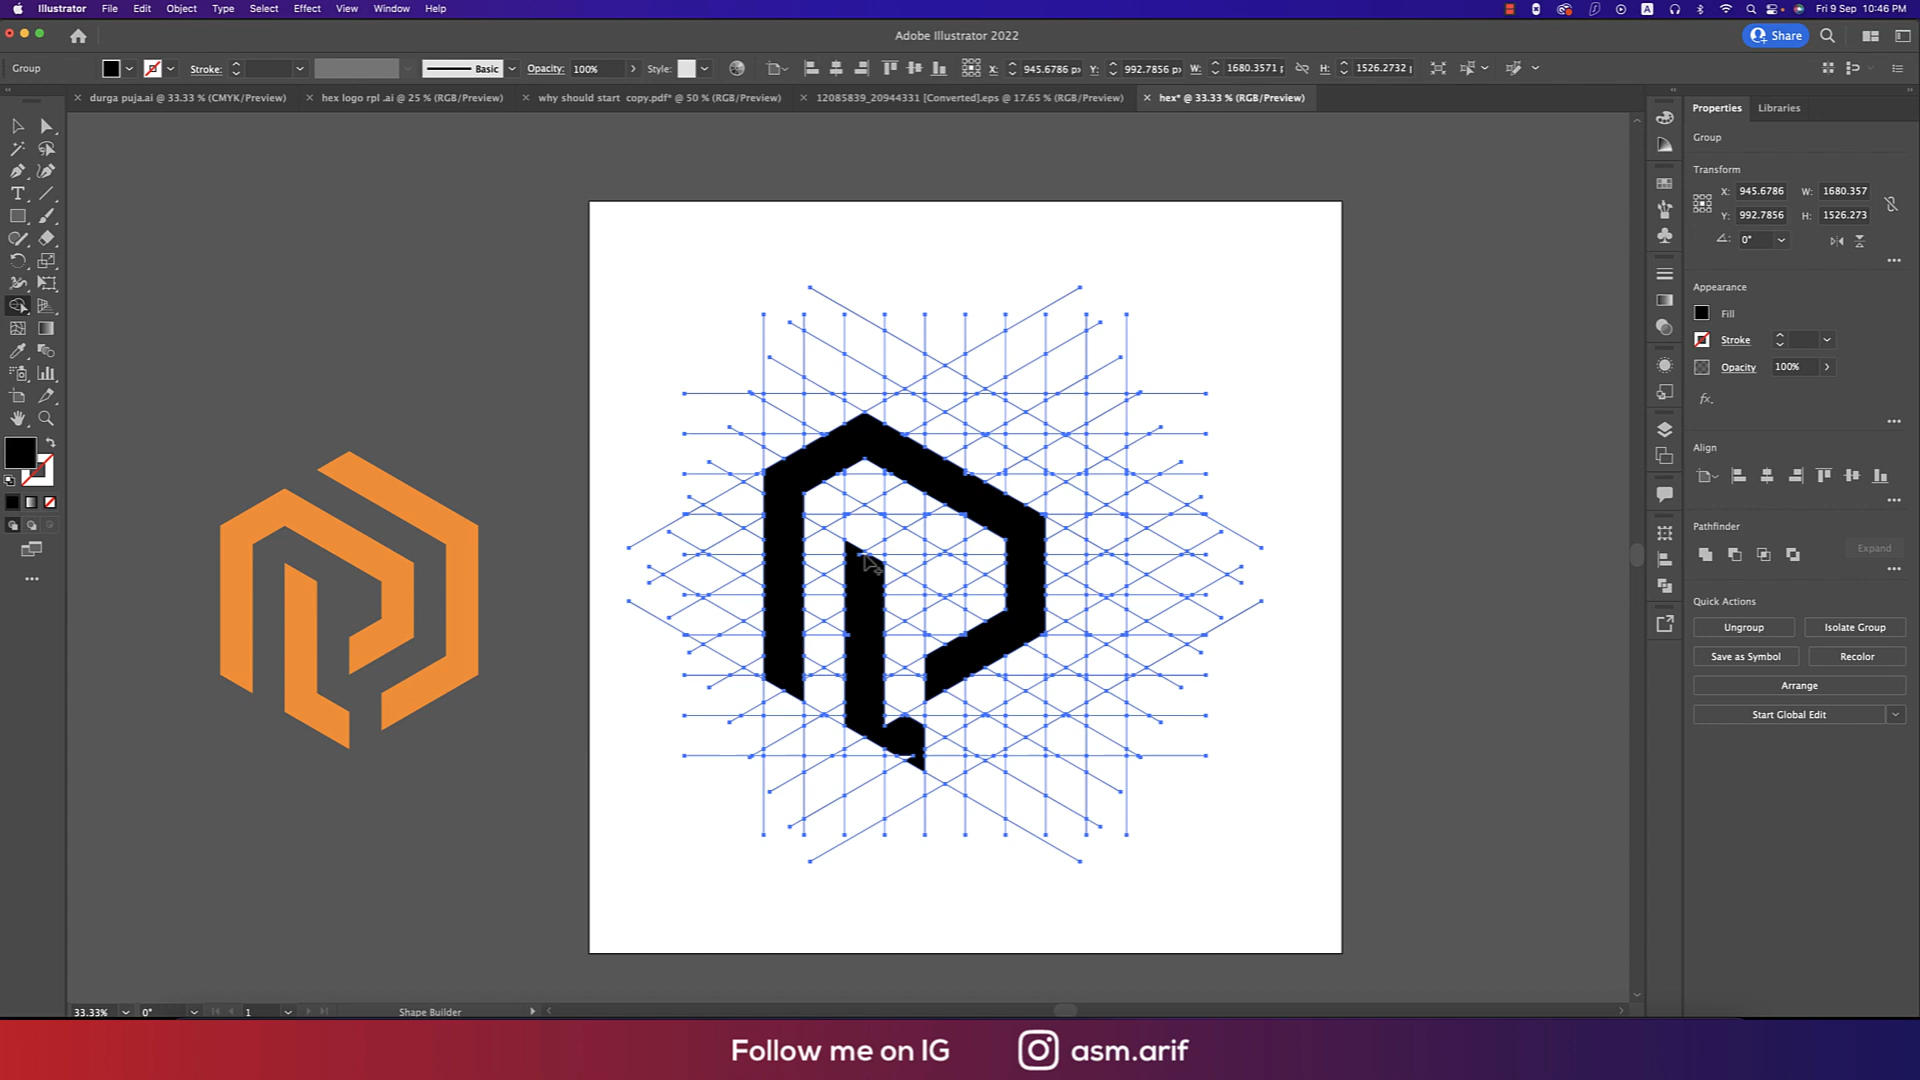 Illustrator File Edit Object Type Select Effect View Window Help
Fri 9 Sep 10:46 PM
Adobe Illustrator 2022
Share
Group
Stroke:
Basic
Opacity: 100%
Style:
X: 945.6786 px
Y: 992.7856 px
W: 1680.3571
H: 1526.2732
durga puja.ai @ 33.33 % (CMYK/Preview)
hex logo rpl .ai @ 25 % (RGB/Preview)
why should start copy.pdf* @ 50 % (RGB/Preview)
12085839_20944331 [Converted].eps @ 17.65 % (RGB/Preview)
hex* @ 33.33 % (RGB/Preview)
Properties
Libraries
Group
Transform
X: 945.6786
W: 1680.357
Y: 992.7856
H: 1526.273
0°
Appearance
Fill
Stroke
Opacity 100%
fx.
Align
Pathfinder
Expand
Quick Actions
Ungroup
Isolate Group
Save as Symbol
Recolor
Arrange
Start Global Edit
33.33%
0°
1
Shape Builder
Follow me on IG
asm.arif